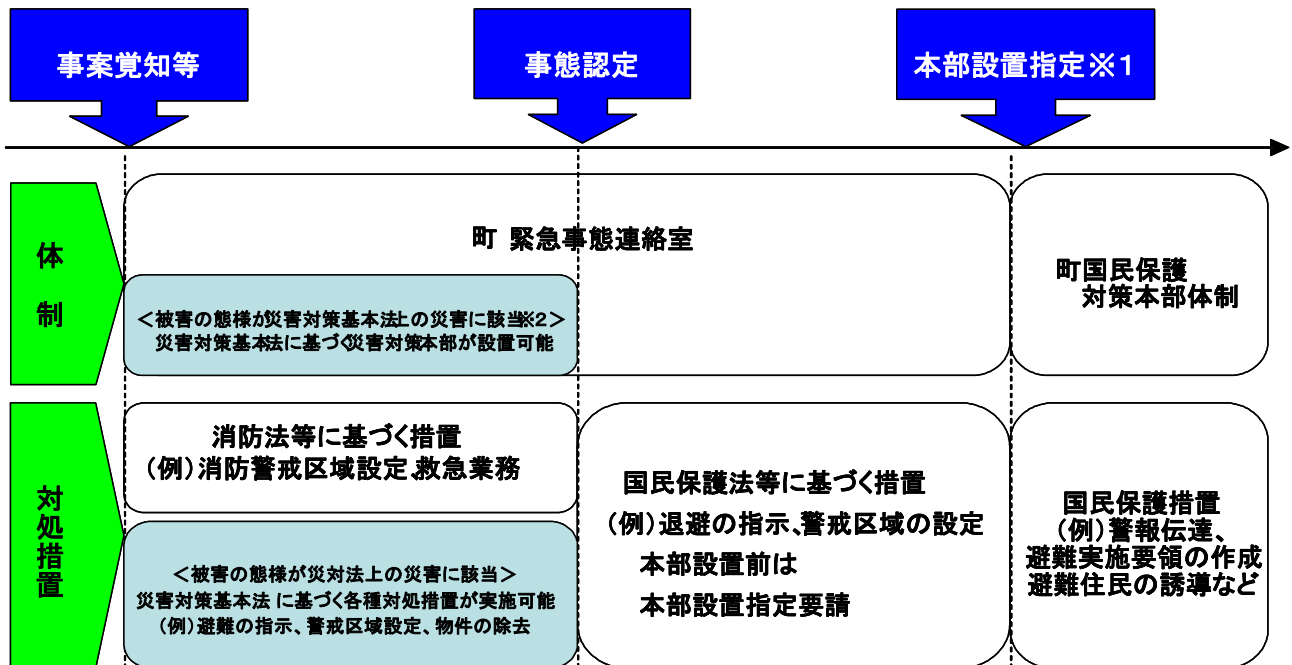 事案覚知等
事態認定
本部設置指定※1
体
制
町 緊急事態連絡室
<被害の態様が災害対策基本法上の災害に該当※2>
災害対策基本法に基づく災害対策本部が設置可能
町国民保護
対策本部体制
対
処
措
置
消防法等に基づく措置
(例)消防警戒区域設定、救急業務
<被害の態様が災対法上の災害に該当>
災害対策基本法 に基づく各種対処措置が実施可能
(例)避難の指示、警戒区域設定、物件の除去
国民保護法等に基づく措置
(例)退避の指示、警戒区域の設定
本部設置前は
本部設置指定要請
国民保護措置
(例)警報伝達、
避難実施要領の作成
避難住民の誘導など